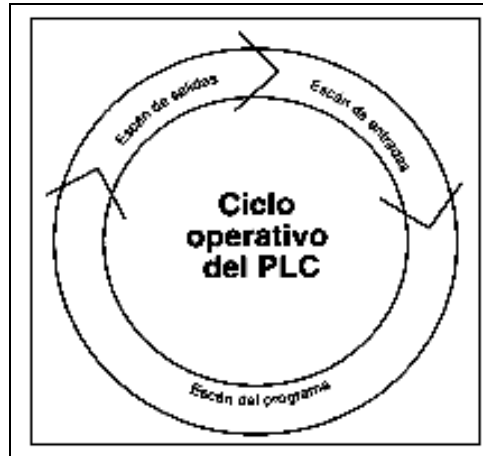 Escán de salidas
Escán de entradas
Ciclo
operativo
del PLC
Escán del programa